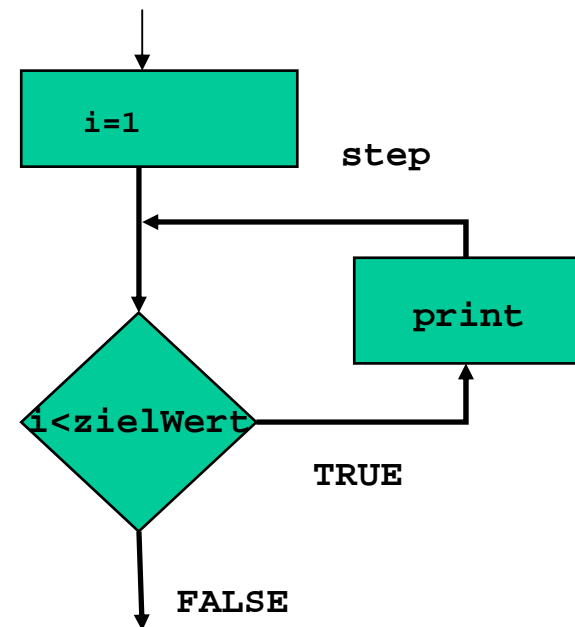 i=1
step
print
i<zielWert
TRUE
FALSE